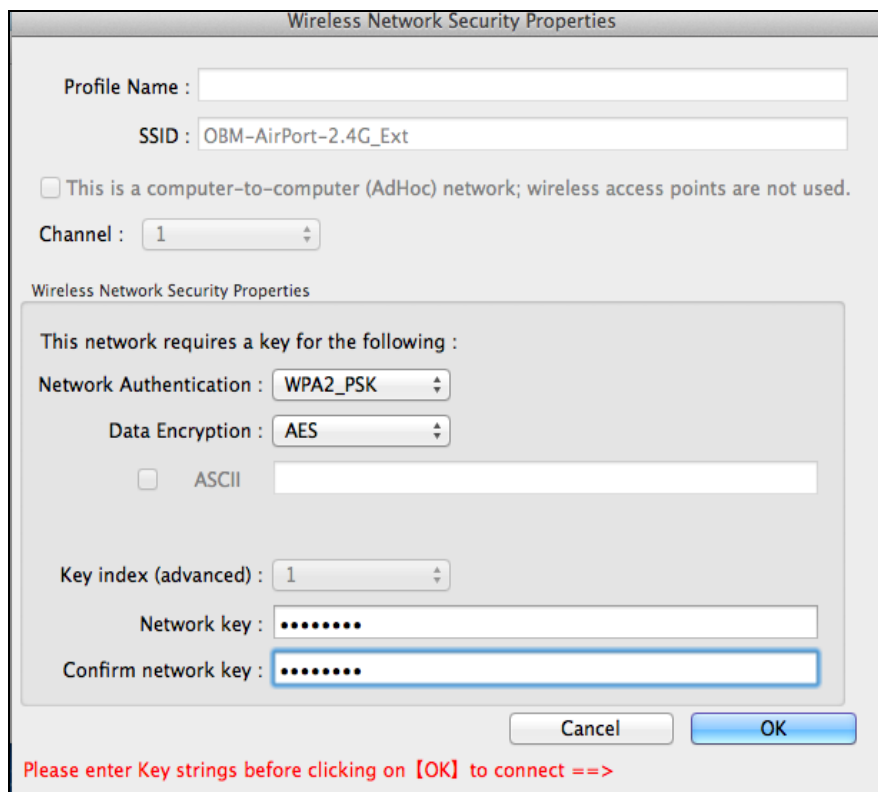 Wireless Network Security Properties
Profile Name :
SSID : OBM-AirPort-2.4G_Ext
This is a computer-to-computer (AdHoc) network; wireless access points are not used.
Channel : 1
Wireless Network Security Properties
This network requires a key for the following :
Network Authentication : WPA2_PSK
Data Encryption : AES
ASCII
Key index (advanced) : 1
Network key : ••••••••
Confirm network key : ••••••••
Cancel OK
Please enter Key strings before clicking on【OK】to connect ==>